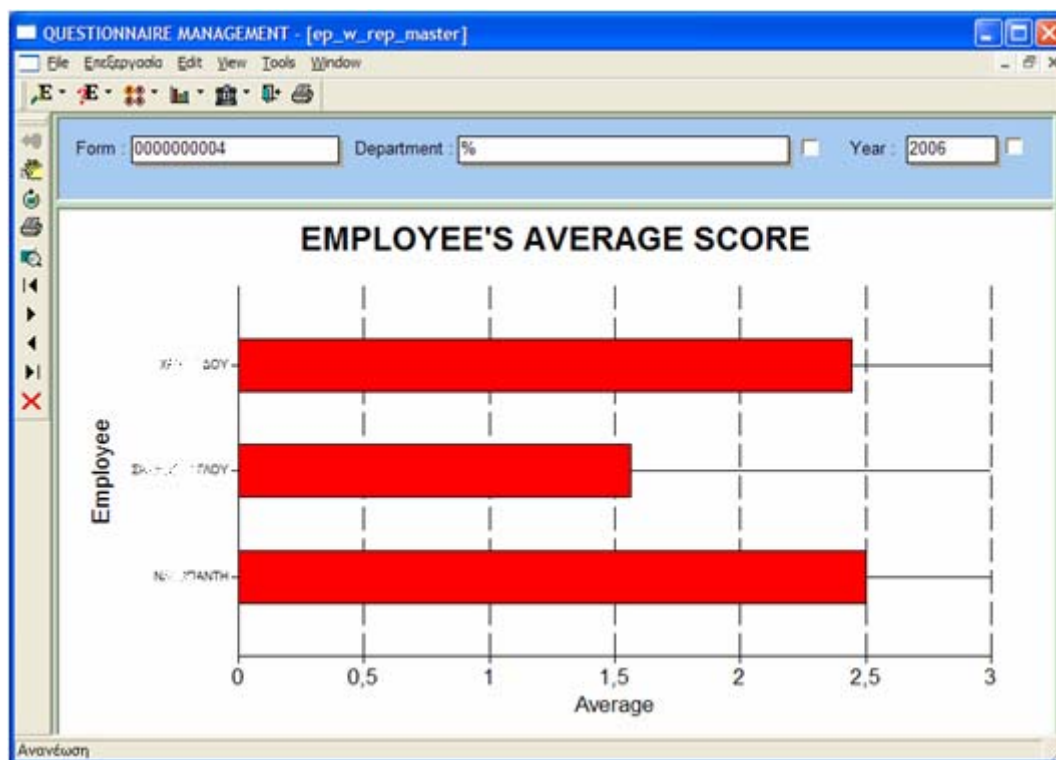 QUESTIONNAIRE MANAGEMENT - [ep_w_rep_master]
File Επεξεργασία Edit View Tools Window
Form : 0000000004 Department : % Year : 2006
EMPLOYEE'S AVERAGE SCORE
Employee
0 0,5 1 1,5 2 2,5 3
Average
Ανανέωση